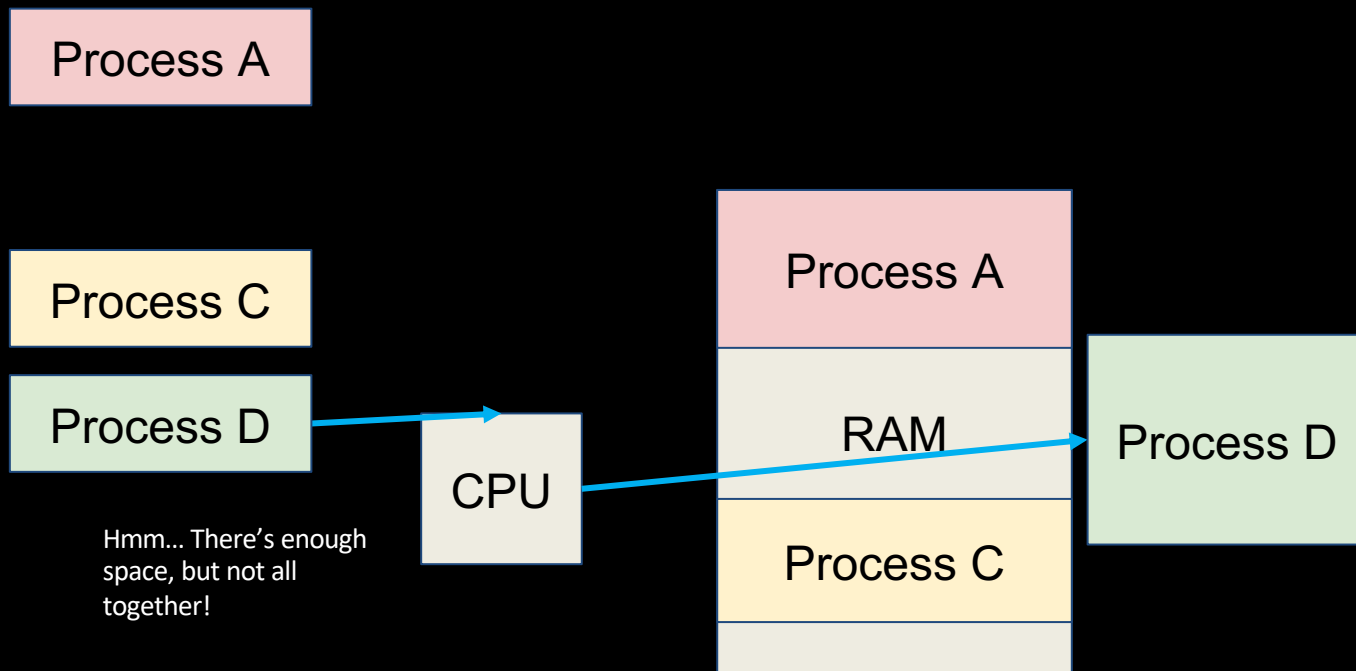 Process A
Process A
Process C
Process D
RAM
Process D
CPU
Hmm... There’s enough
space, but not all
together!
Process C